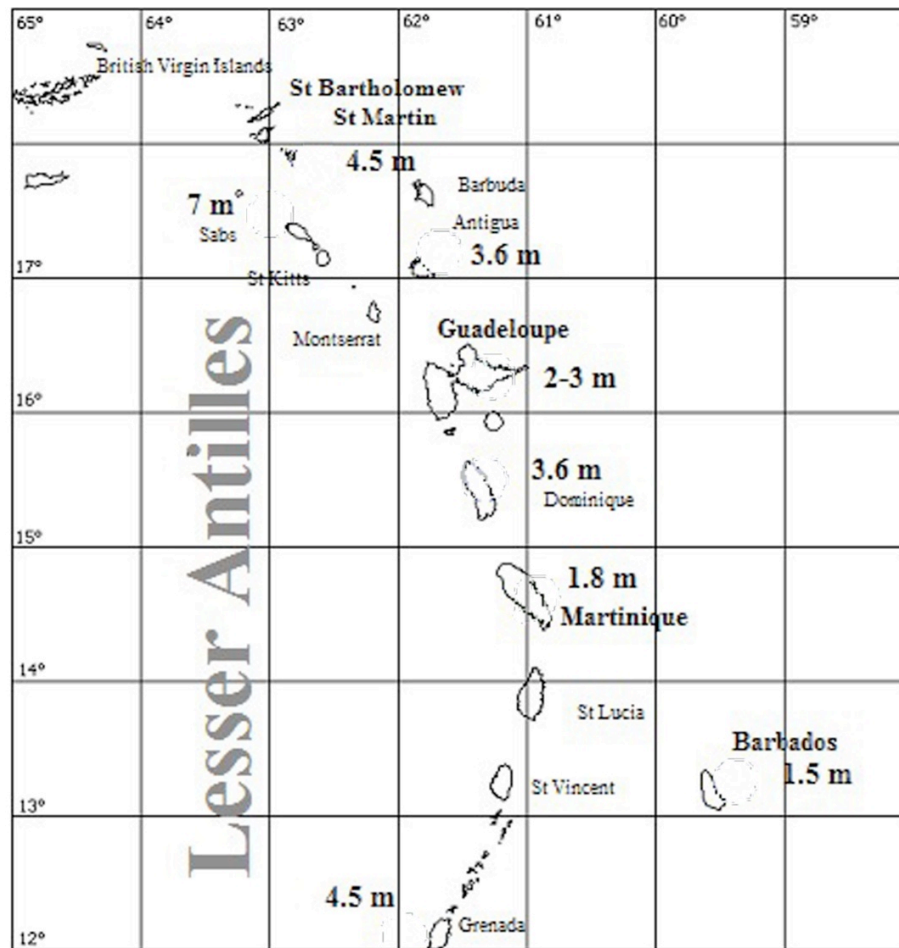 65° 64° 63° 62° 61° 60° 59°
British Virgin Islands
St Bartholomew
St Martin
4.5 m
Barbuda
7 m
Sabs
Antigua
3.6 m
17°
St Kitts
Montserrat
Guadeloupe
2-3 m
16°
3.6 m
Dominique
15°
1.8 m
Martinique
Lesser Antilles
14°
St Lucia
Barbados
1.5 m
St Vincent
13°
4.5 m
Grenada
12°